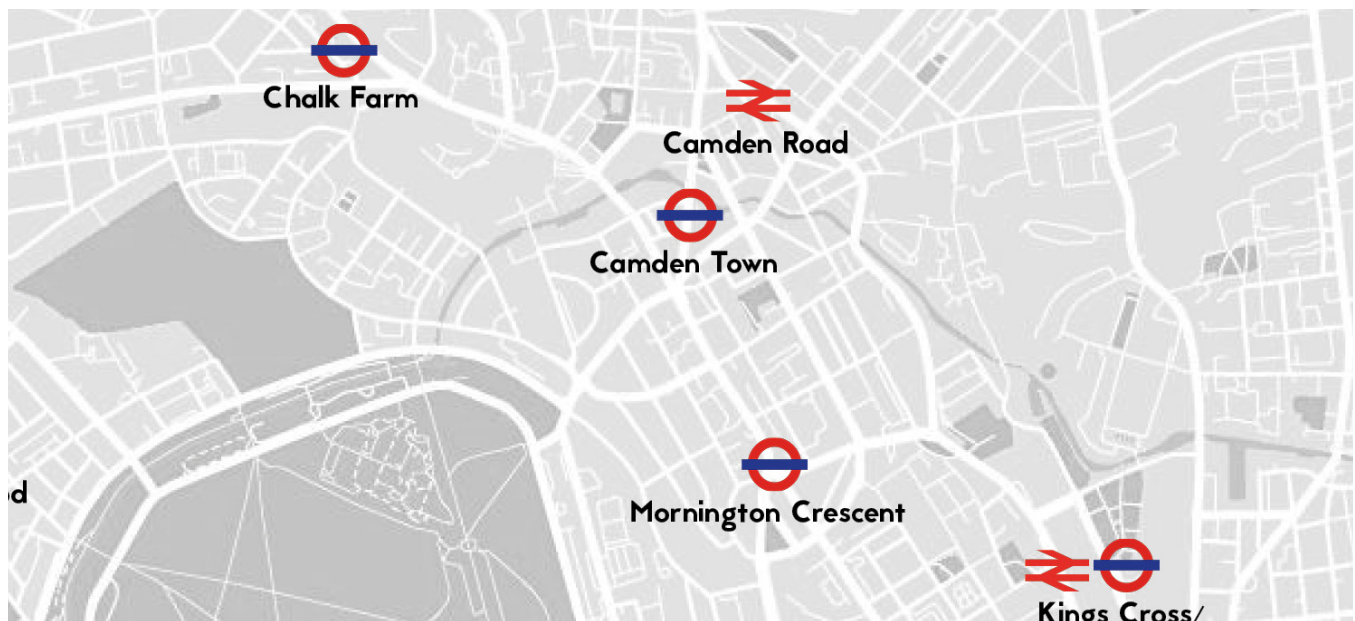 Chalk Farm
Camden Road
Camden Town
Mornington Crescent
Kings Cross/